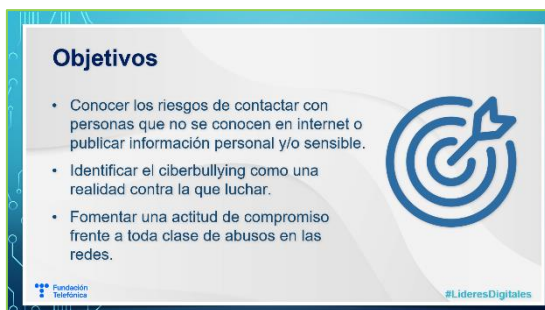 Objetivos
• Conocer los riesgos de contactar con
personas que no se conocen en internet o
publicar información personal y/o sensible.
• Identificar el ciberbullying como una
realidad contra la que luchar.
• Fomentar una actitud de compromiso
frente a toda clase de abusos en las
redes.
Fundación
Telefónica
#LideresDigitales